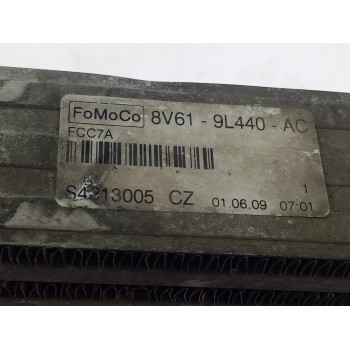 FoMoCo 8V61 - 9L440 - AC
FCC7A
1
S4213005 CZ 01.06.09 07:01